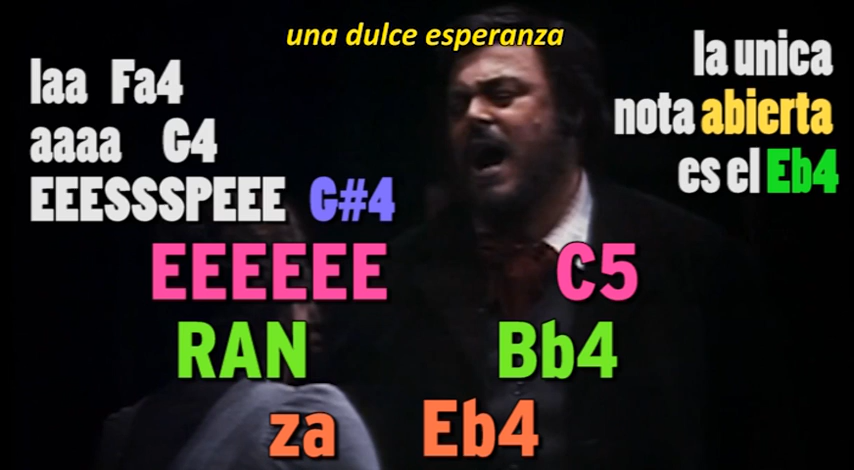 una dulce esperanza
laa Fa4
aaaa G4
EEESSSPEEE G#4
la unica
nota abierta
es el Eb4
EEEEEE C5
RAN Bb4
za Eb4